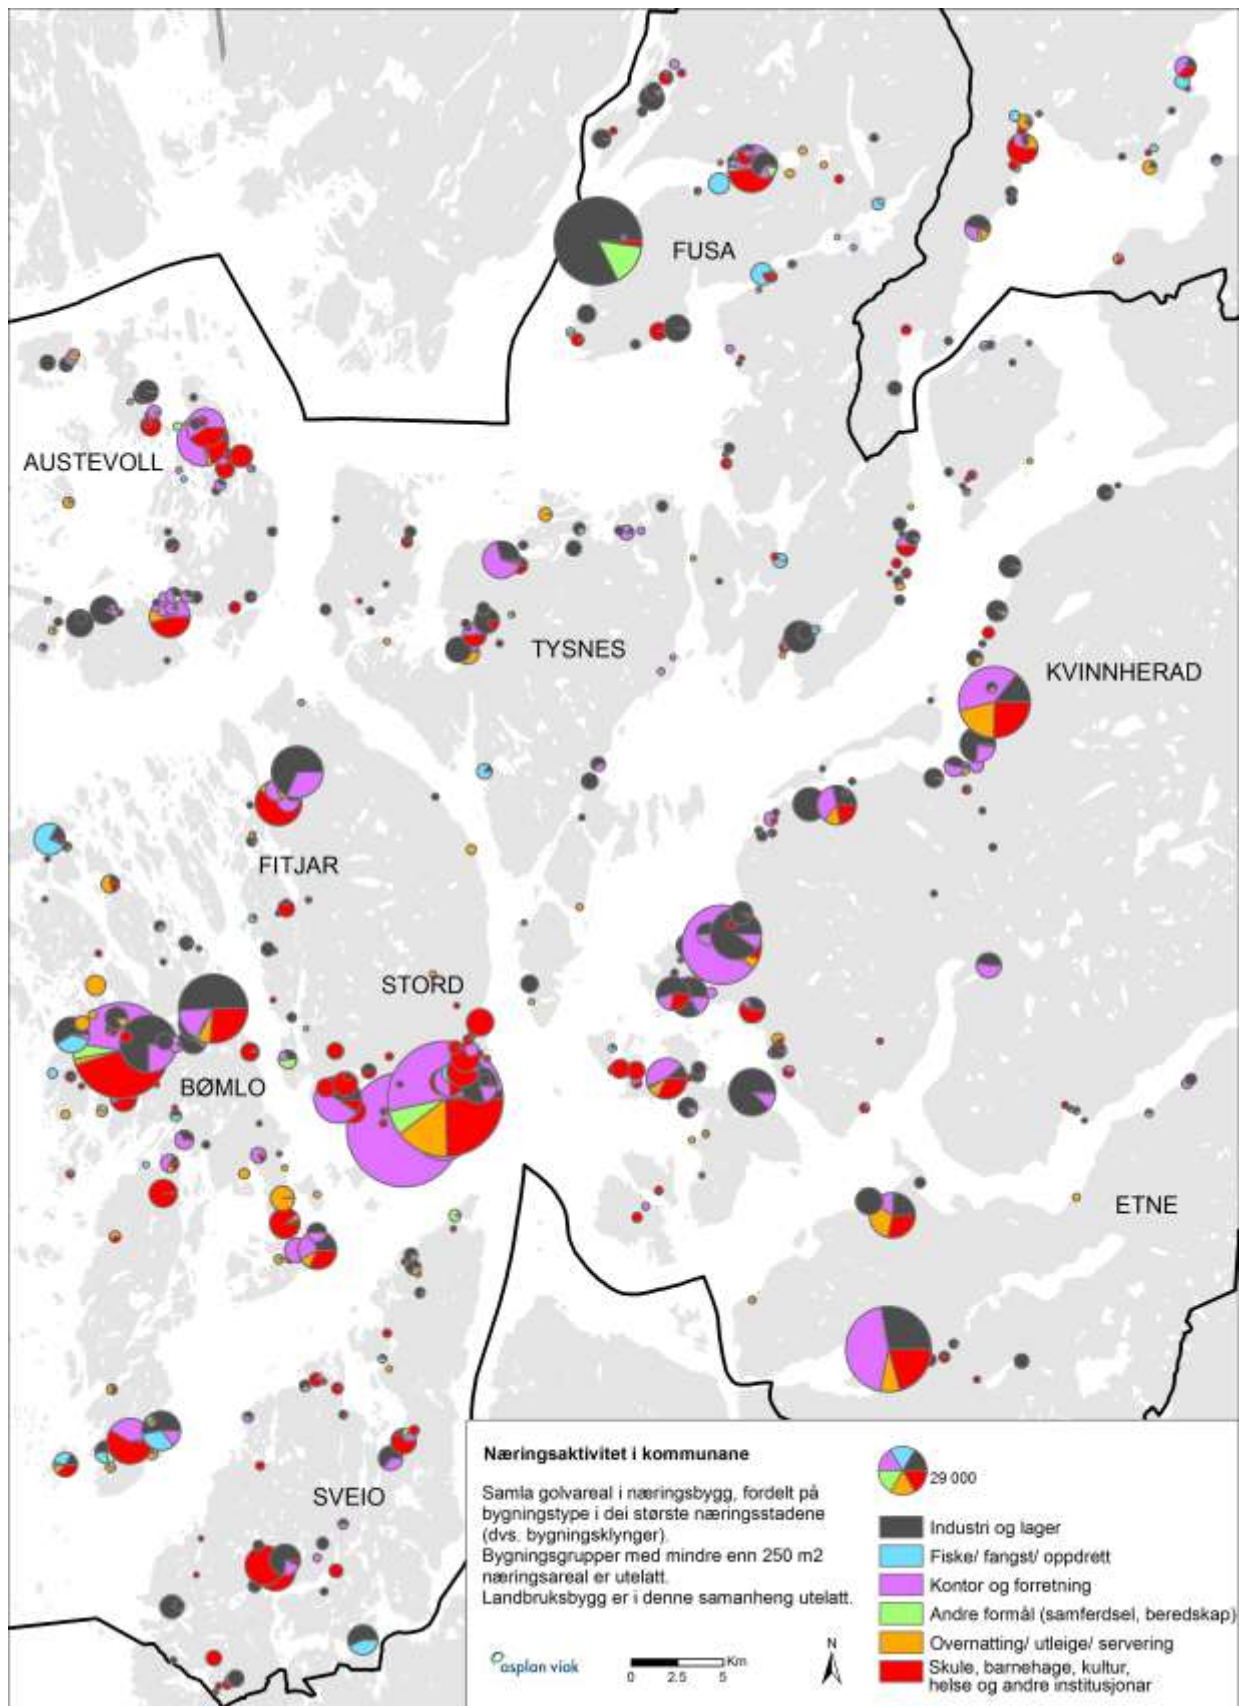 FUSA
AUSTEVOLL
TYSNES
KVINNHERAD
FITJAR
STORD
BØMLO
ETNE
SVEIO
Næringsaktivitet i kommunane
Samla golvareal i næringsbygg, fordelt på
bygningstype i dei største næringsstadene
(dvs. bygningsklynger).
Bygningsgrupper med mindre enn 250 m2
næringsareal er utelatt.
Landbruksbygg er i denne samanheng utelatt.
asplan viak
0 2.5 5 Km
N
29 000
Industri og lager
Fiske/ fangst/ oppdrett
Kontor og forretning
Andre formål (samferdsel, beredskap)
Overnatting/ utleige/ servering
Skule, barnehage, kultur,
helse og andre institusjonar